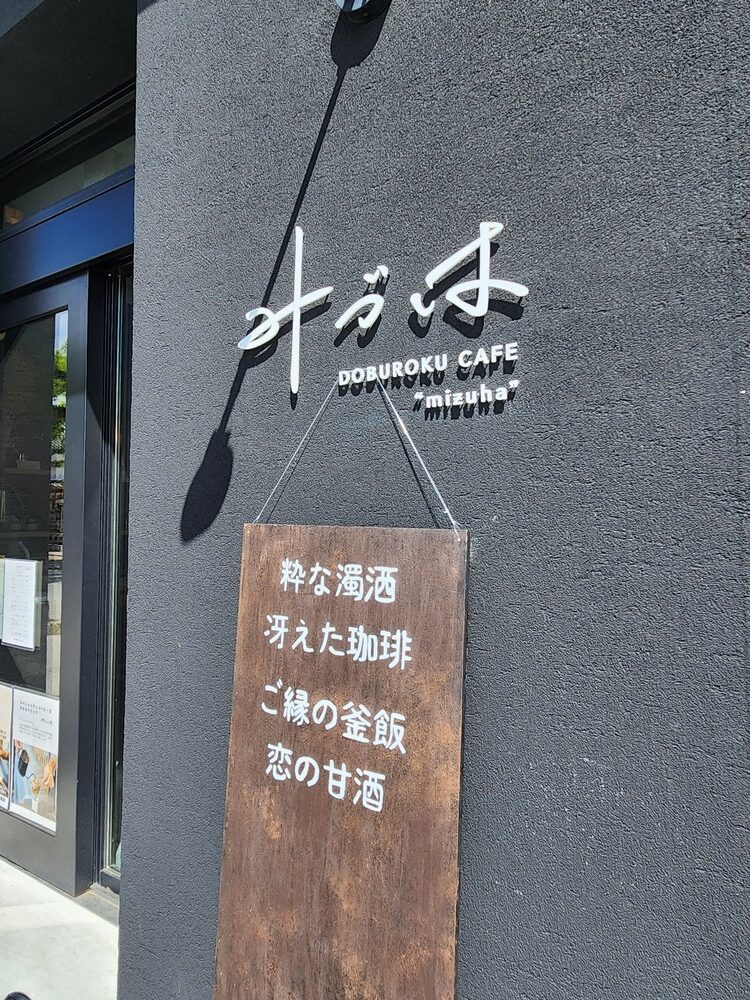 みづは
DOBUROKU CAFE
“mizuha”
粋な濁酒
冴えた珈琲
ご縁の釜飯
恋の甘酒